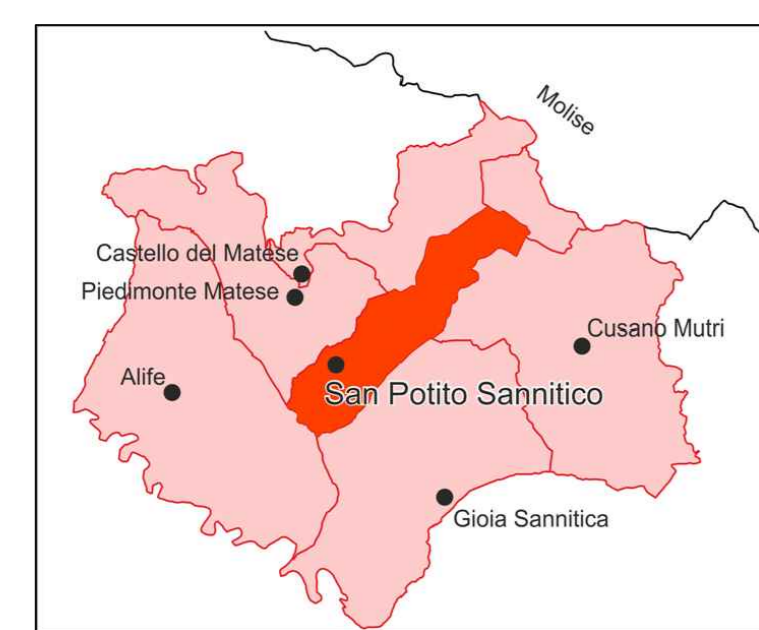 Molise
Castello del Matese
Piedimonte Matese
Cusano Mutri
Alife
San Potito Sannitico
Gioia Sannitica